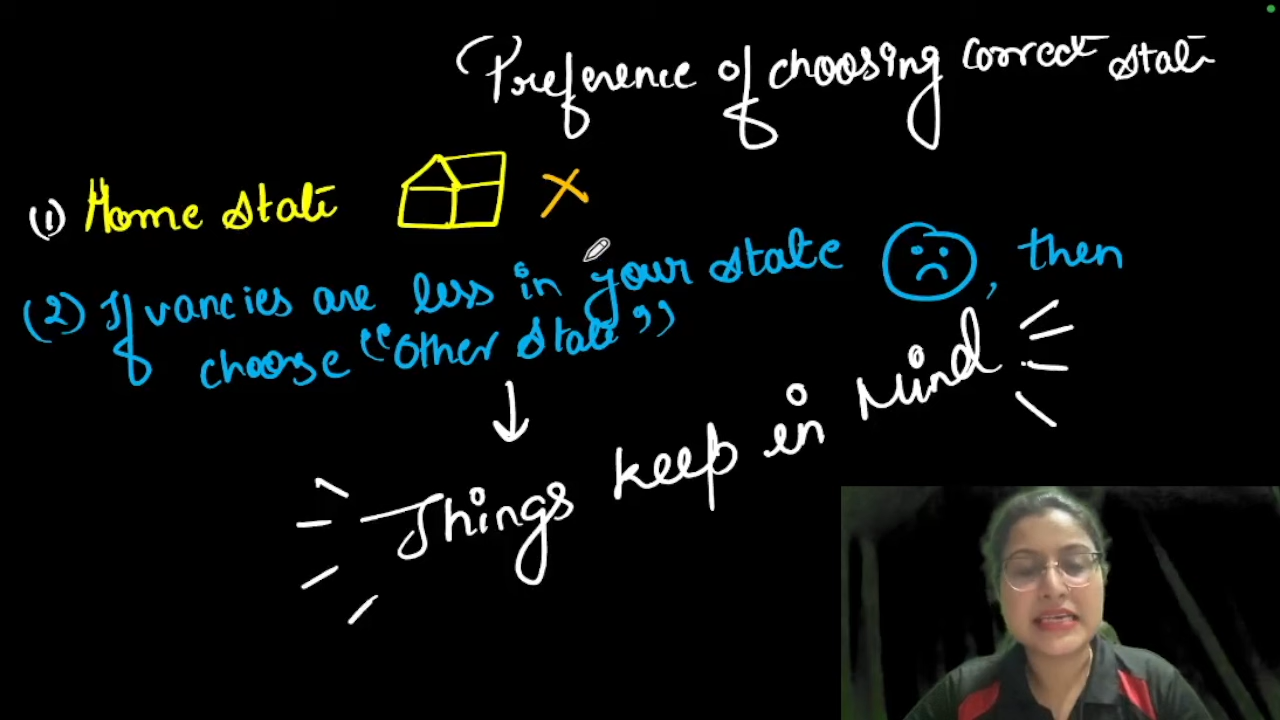 Preference of choosing correct state
(1) Home state
(2) If vancies are less in your state , then
choose "Other state"
Things keep in Mind